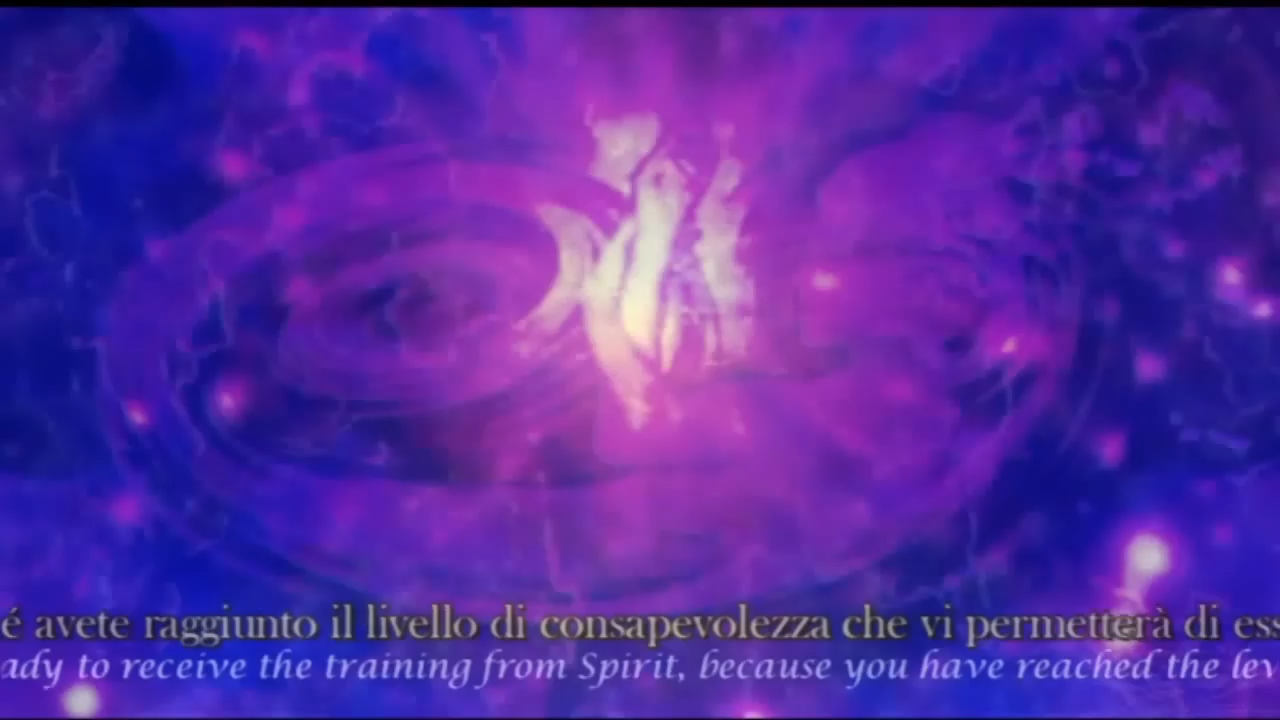 é avete raggiunto il livello di consapevolezza che vi permetterà di ess
ady to receive the training from Spirit, because you have reached the lev